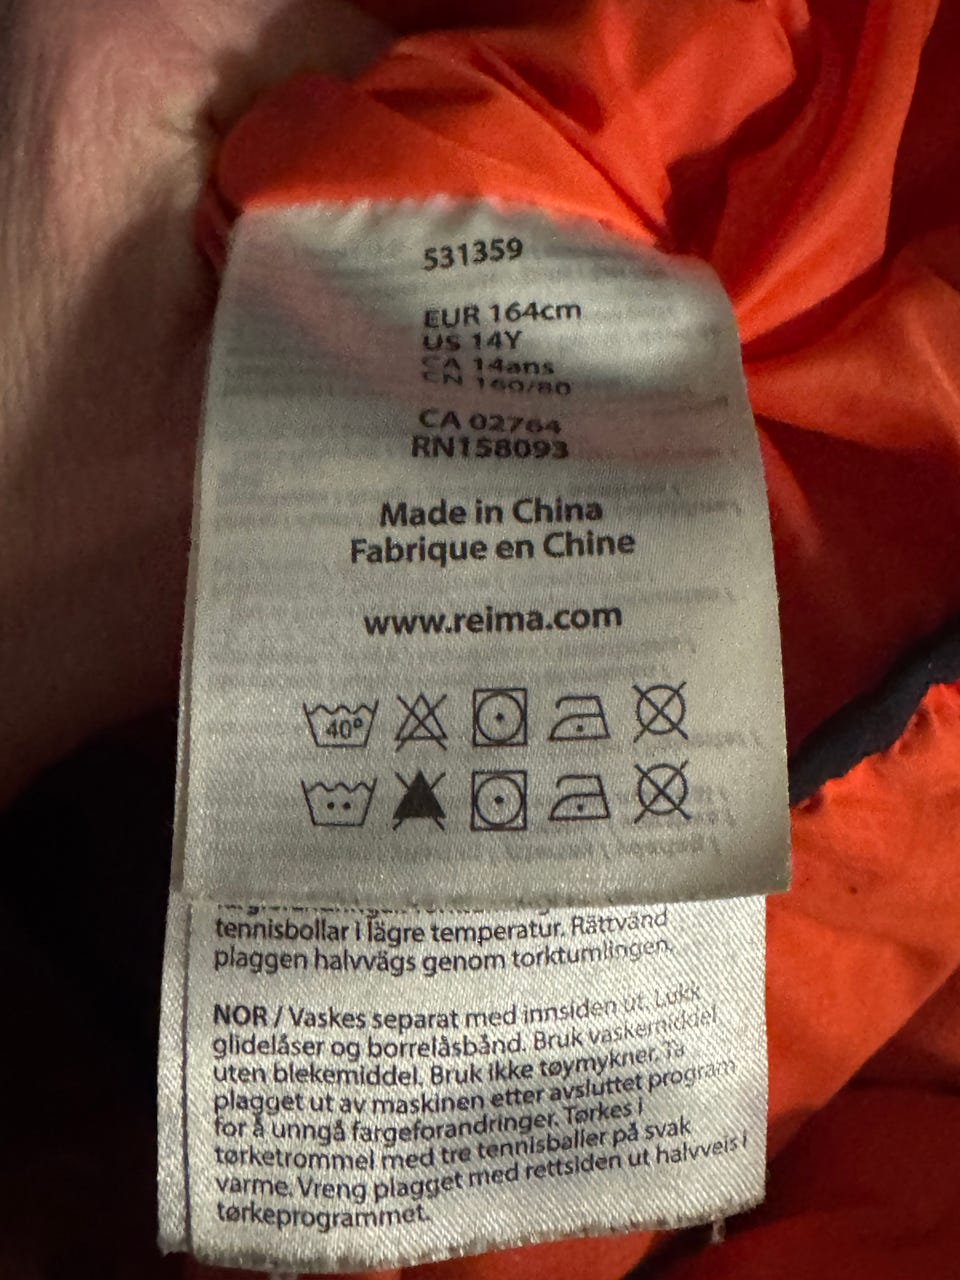 531359
EUR 164cm
US 14Y
CA 14ans
CN 160/80
CA 02764
RN158093
Made in China
Fabrique en Chine
www.reima.com
40°
tennisbollar i lägre temperatur. Rättvänd
plaggen halvvägs genom torktumlingen.
NOR / Vaskes separat med innsiden ut. Lukk
glidelåser og borrelåsbånd. Bruk vaskemiddel
uten blekemiddel. Bruk ikke tøymykner. Ta
plagget ut av maskinen etter avsluttet program
for å unngå fargeforandringer. Tørkes i
tørketrommel med tre tennisballer på svak
varme. Vreng plagget med rettsiden ut halvveis i
tørkeprogrammet.